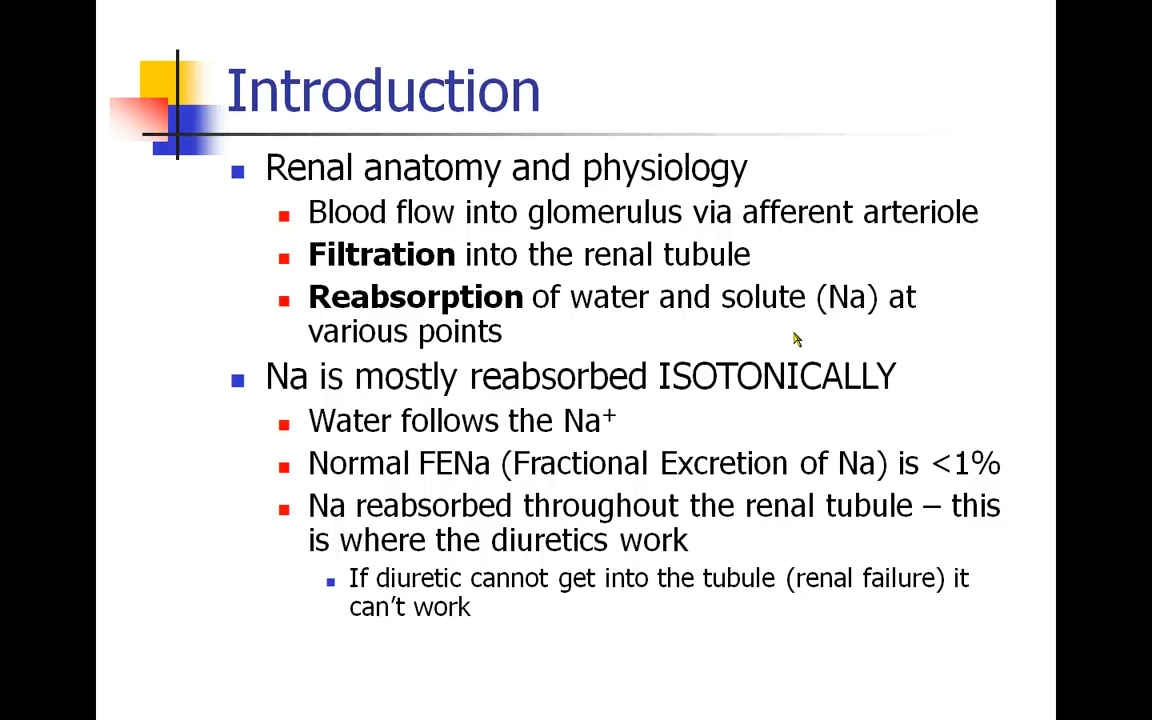 Introduction
Renal anatomy and physiology
Blood flow into glomerulus via afferent arteriole
Filtration into the renal tubule
Reabsorption of water and solute (Na) at
various points
Na is mostly reabsorbed ISOTONICALLY
Water follows the Na⁺
Normal FENa (Fractional Excretion of Na) is <1%
Na reabsorbed throughout the renal tubule – this
is where the diuretics work
If diuretic cannot get into the tubule (renal failure) it
can’t work